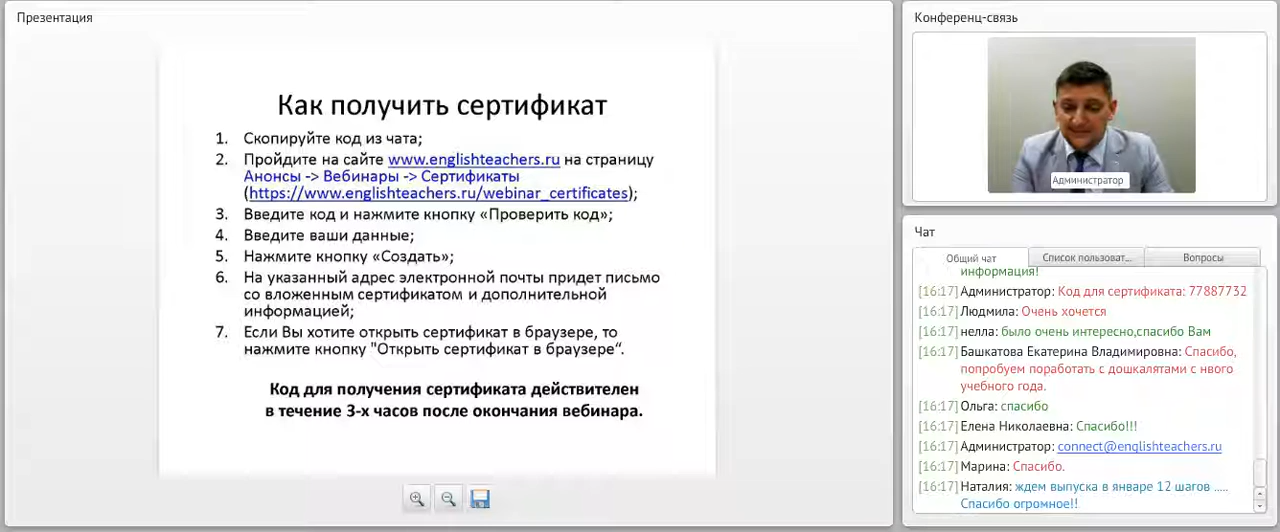 Презентация
Как получить сертификат
1. Скопируйте код из чата;
2. Пройдите на сайте www.englishteachers.ru на страницу
Анонсы -> Вебинары -> Сертификаты
(https://www.englishteachers.ru/webinar_certificates);
3. Введите код и нажмите кнопку «Проверить код»;
4. Введите ваши данные;
5. Нажмите кнопку «Создать»;
6. На указанный адрес электронной почты придет письмо
со вложенным сертификатом и дополнительной
информацией;
7. Если Вы хотите открыть сертификат в браузере, то
нажмите кнопку "Открыть сертификат в браузере“.
Код для получения сертификата действителен
в течение 3-х часов после окончания вебинара.
Конференц-связь
Администратор
Чат
Общий чат
Список пользоват...
Вопросы
информация!
[16:17] Администратор: Код для сертификата: 77887732
[16:17] Людмила: Очень хочется
[16:17] нелла: было очень интересно,спасибо Вам
[16:17] Башкатова Екатерина Владимировна: Спасибо,
попробуем поработать с дошкалятами с нвого
учебного года.
[16:17] Ольга: спасибо
[16:17] Елена Николаевна: Спасибо!!!
[16:17] Администратор: connect@englishteachers.ru
[16:17] Марина: Спасибо.
[16:17] Наталия: ждем выпуска в январе 12 шагов .....
Спасибо огромное!!